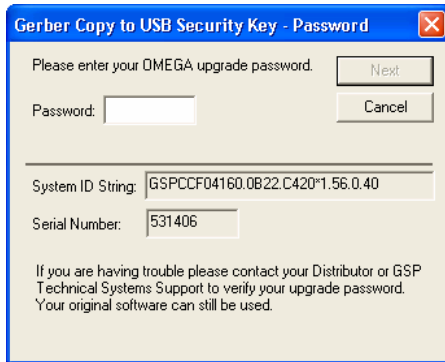 Gerber Copy to USB Security Key - Password
Please enter your OMEGA upgrade password.
Next
Password:
Cancel
System ID String: GSPCCF04160.0B22.C420*1.56.0.40
Serial Number: 531406
If you are having trouble please contact your Distributor or GSP
Technical Systems Support to verify your upgrade password.
Your original software can still be used.